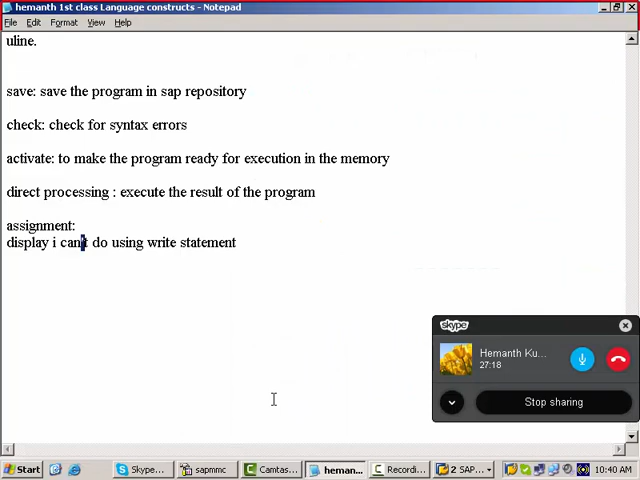 hemanth 1st class Language constructs - Notepad
File Edit Format View Help
uline.
save: save the program in sap repository
check: check for syntax errors
activate: to make the program ready for execution in the memory
direct processing : execute the result of the program
assignment:
display i can't do using write statement
skype
Hemanth Ku...
27:18
Stop sharing
Start Skype... sapmmc Camtas... heman... Recordi... 2 SAP... 10:40 AM